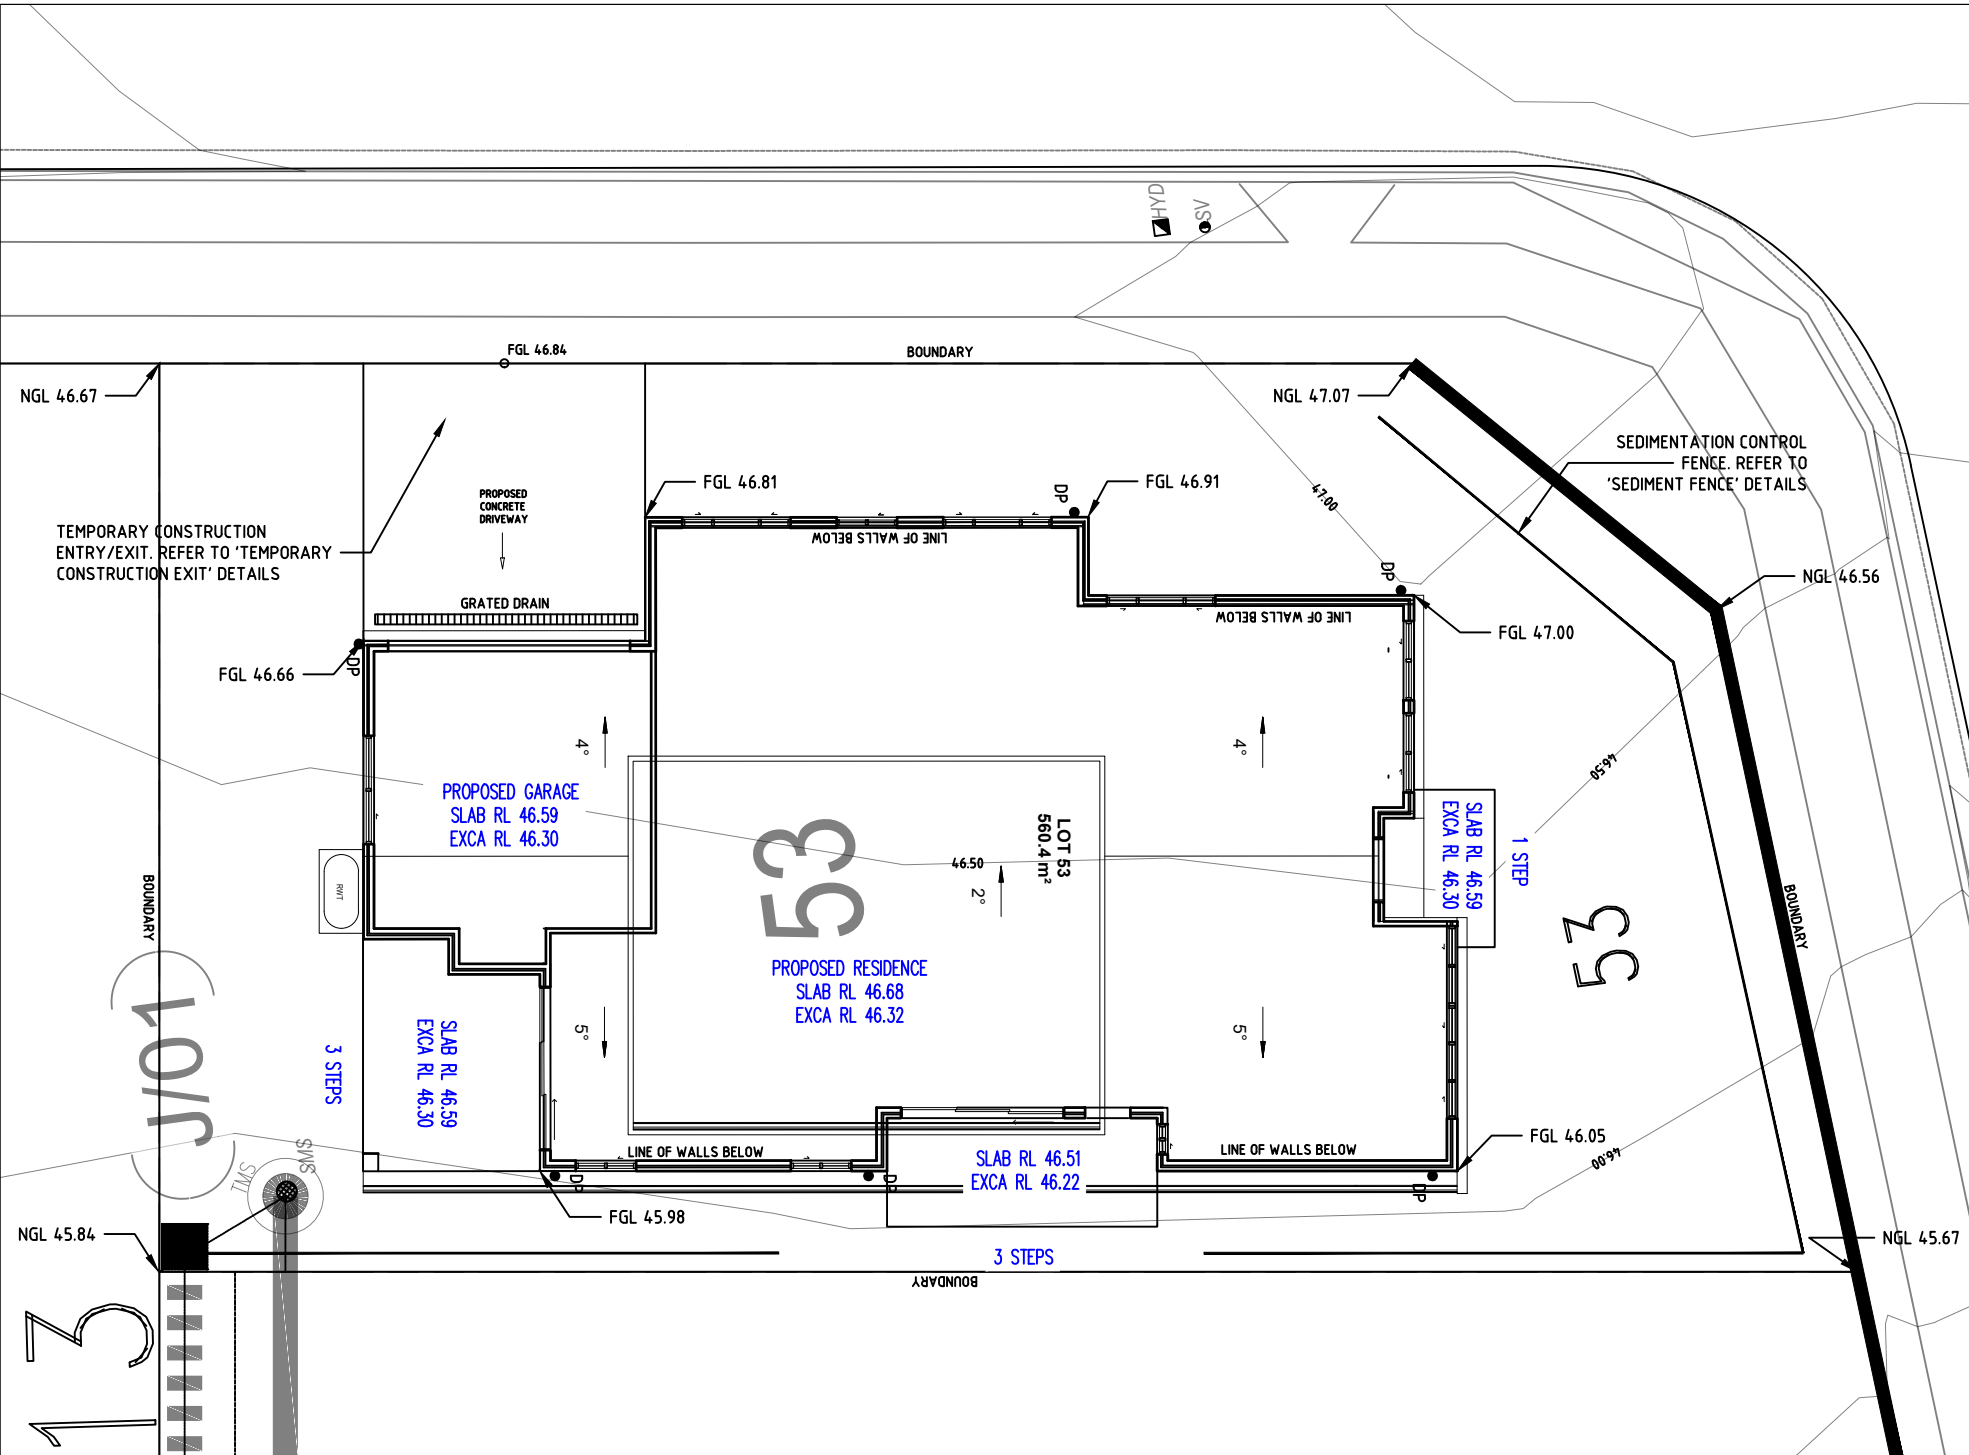 HYD
SV
FGL 46.84
BOUNDARY
NGL 46.67
NGL 47.07
SEDIMENTATION CONTROL
FENCE. REFER TO
'SEDIMENT FENCE' DETAILS
FGL 46.81
DP
FGL 46.91
47.00
PROPOSED
CONCRETE
DRIVEWAY
TEMPORARY CONSTRUCTION
ENTRY/EXIT. REFER TO 'TEMPORARY
CONSTRUCTION EXIT' DETAILS
LINE OF WALLS BELOW
DP
NGL 46.56
GRATED DRAIN
LINE OF WALLS BELOW
FGL 47.00
DP
FGL 46.66
4°
4°
46.50
PROPOSED GARAGE
SLAB RL 46.59
EXCA RL 46.30
53
LOT 53
560.4 m²
46.50
2°
SLAB RL 46.59
EXCA RL 46.30
1 STEP
RWT
BOUNDARY
BOUNDARY
53
PROPOSED RESIDENCE
SLAB RL 46.68
EXCA RL 46.32
J/01
3 STEPS
SLAB RL 46.59
EXCA RL 46.30
5°
5°
TMS
SMS
LINE OF WALLS BELOW
LINE OF WALLS BELOW
FGL 46.05
46.00
SLAB RL 46.51
EXCA RL 46.22
DP
DP
DP
FGL 45.98
NGL 45.84
NGL 45.67
3 STEPS
BOUNDARY
13